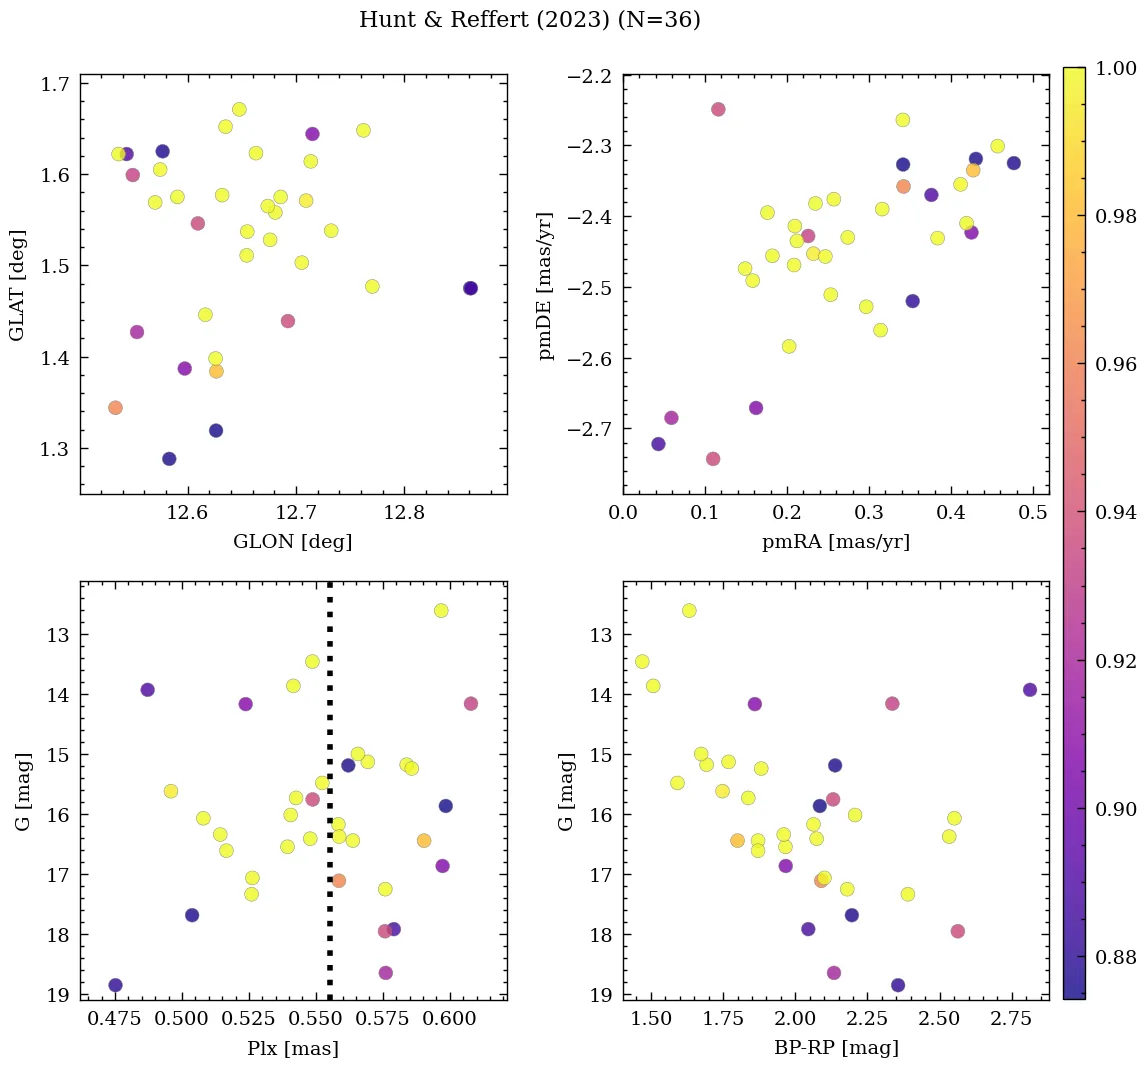 Hunt & Reffert (2023) (N=36)
1.7
1.6
1.5
1.4
1.3
GLAT [deg]
12.6 12.7 12.8
GLON [deg]
−2.2
−2.3
−2.4
−2.5
−2.6
−2.7
pmDE [mas/yr]
0.0 0.1 0.2 0.3 0.4 0.5
pmRA [mas/yr]
13
14
15
16
17
18
19
G [mag]
0.475 0.500 0.525 0.550 0.575 0.600
Plx [mas]
13
14
15
16
17
18
19
G [mag]
1.50 1.75 2.00 2.25 2.50 2.75
BP-RP [mag]
1.00
0.98
0.96
0.94
0.92
0.90
0.88